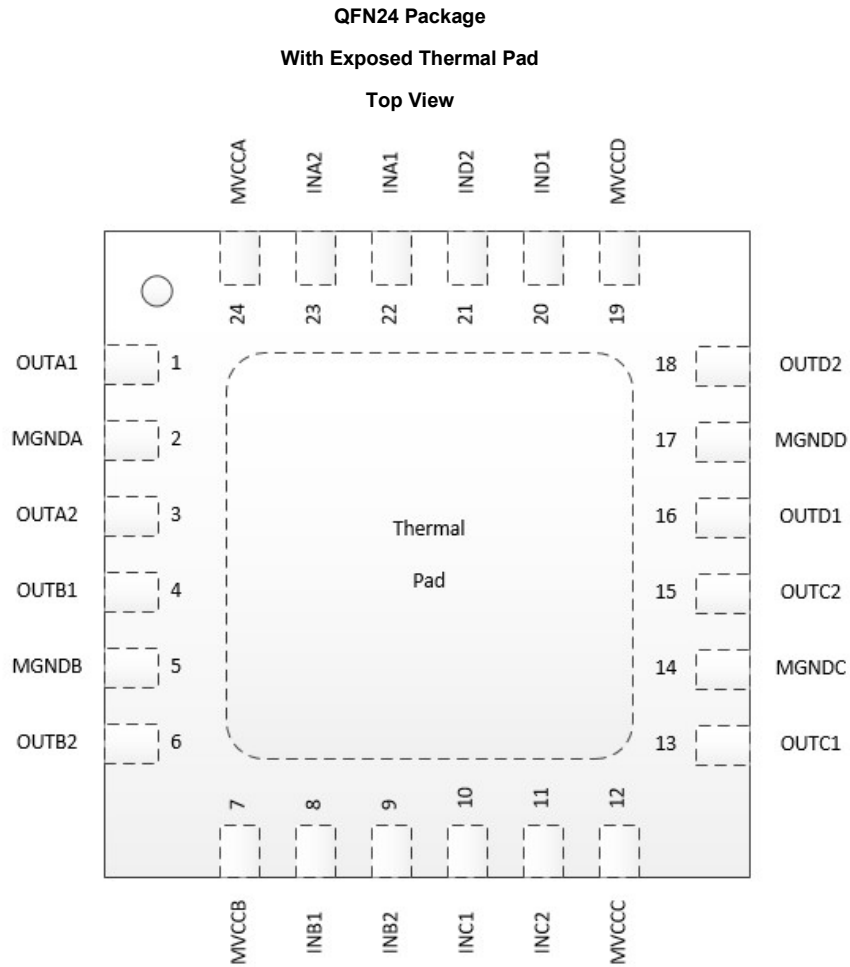 QFN24 Package
With Exposed Thermal Pad
Top View
MVCCA
INA2
INA1
IND2
IND1
MVCCD
24
23
22
21
20
19
OUTA1
1
18
OUTD2
MGNDA
2
17
MGNDD
OUTA2
3
16
OUTD1
Thermal
Pad
OUTB1
4
15
OUTC2
MGNDB
5
14
MGNDC
OUTB2
6
13
OUTC1
7
8
9
10
11
12
MVCCB
INB1
INB2
INC1
INC2
MVCCC